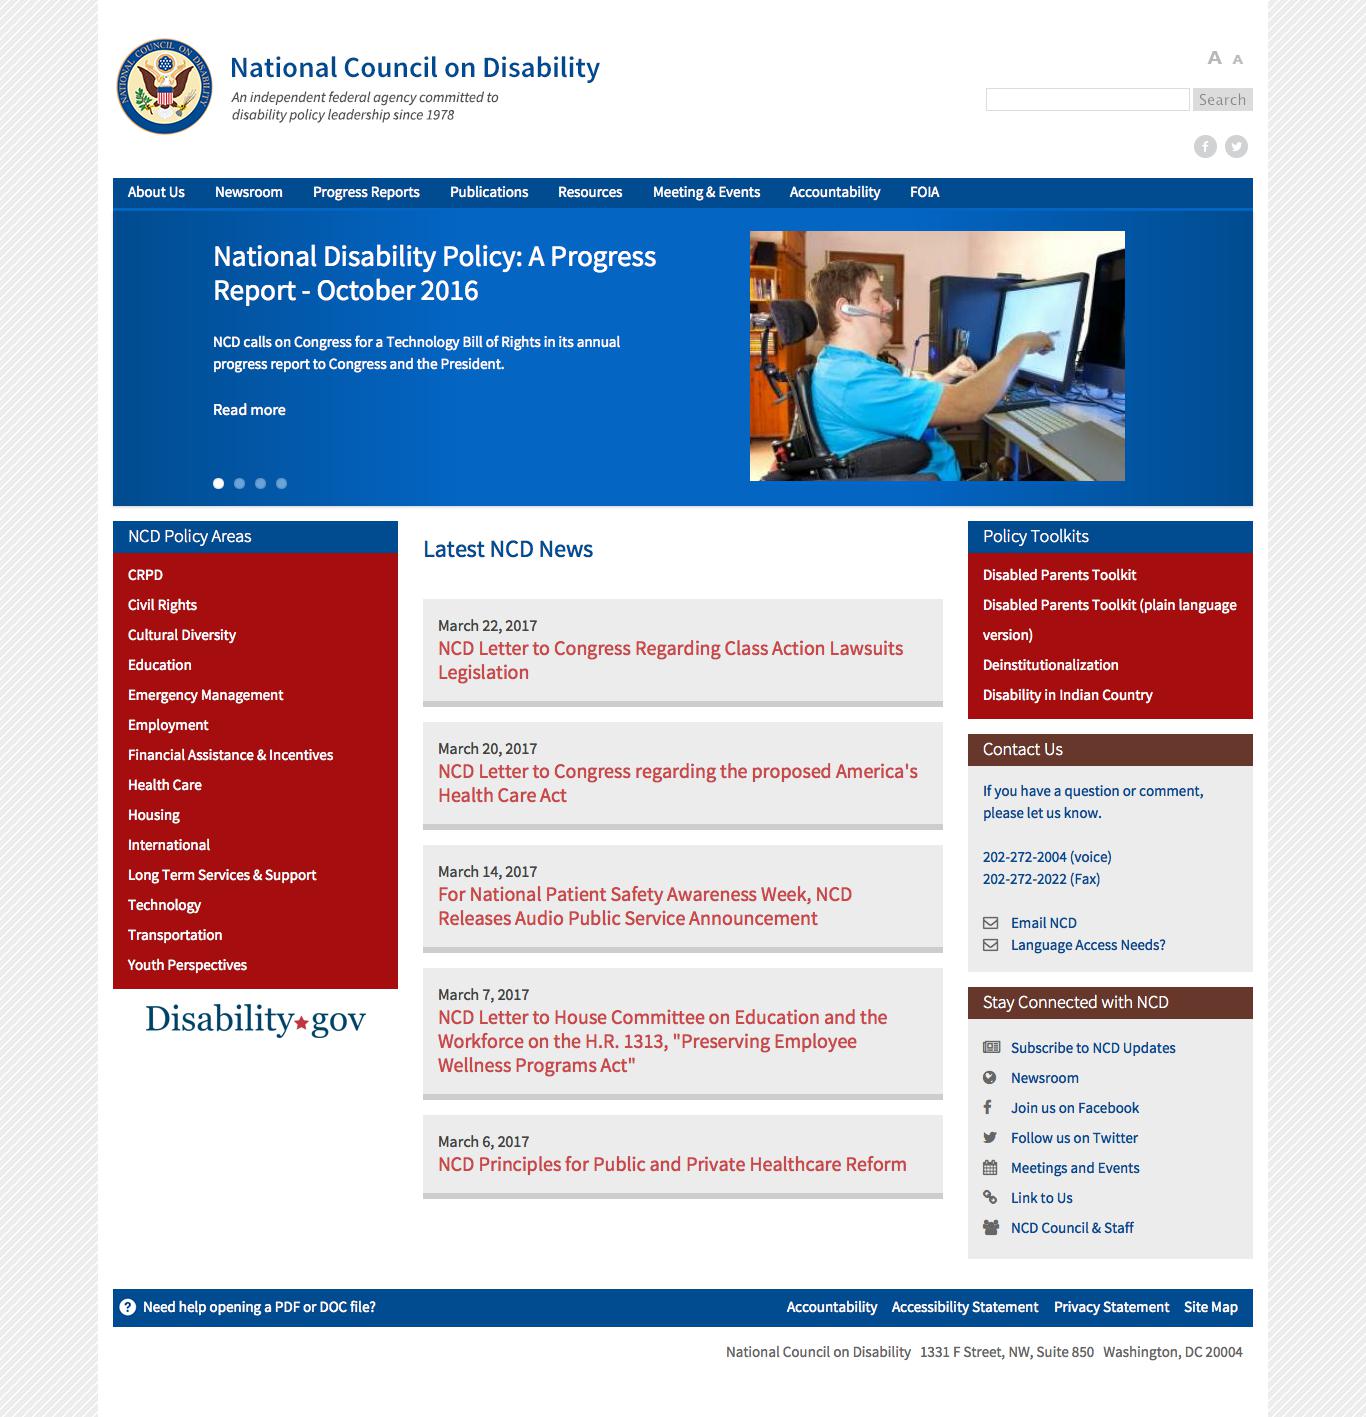 NATIONAL COUNCIL ON DISABILITY
National Council on Disability
An independent federal agency committed to
disability policy leadership since 1978
A A
Search
About Us Newsroom Progress Reports Publications Resources Meeting & Events Accountability FOIA
National Disability Policy: A Progress
Report - October 2016
NCD calls on Congress for a Technology Bill of Rights in its annual
progress report to Congress and the President.
Read more
NCD Policy Areas
CRPD
Civil Rights
Cultural Diversity
Education
Emergency Management
Employment
Financial Assistance & Incentives
Health Care
Housing
International
Long Term Services & Support
Technology
Transportation
Youth Perspectives
Disability gov
Latest NCD News
March 22, 2017
NCD Letter to Congress Regarding Class Action Lawsuits
Legislation
March 20, 2017
NCD Letter to Congress regarding the proposed America's
Health Care Act
March 14, 2017
For National Patient Safety Awareness Week, NCD
Releases Audio Public Service Announcement
March 7, 2017
NCD Letter to House Committee on Education and the
Workforce on the H.R. 1313, "Preserving Employee
Wellness Programs Act"
March 6, 2017
NCD Principles for Public and Private Healthcare Reform
Policy Toolkits
Disabled Parents Toolkit
Disabled Parents Toolkit (plain language
version)
Deinstitutionalization
Disability in Indian Country
Contact Us
If you have a question or comment,
please let us know.
202-272-2004 (voice)
202-272-2022 (Fax)
Email NCD
Language Access Needs?
Stay Connected with NCD
Subscribe to NCD Updates
Newsroom
Join us on Facebook
Follow us on Twitter
Meetings and Events
Link to Us
NCD Council & Staff
? Need help opening a PDF or DOC file?
Accountability Accessibility Statement Privacy Statement Site Map
National Council on Disability 1331 F Street, NW, Suite 850 Washington, DC 20004